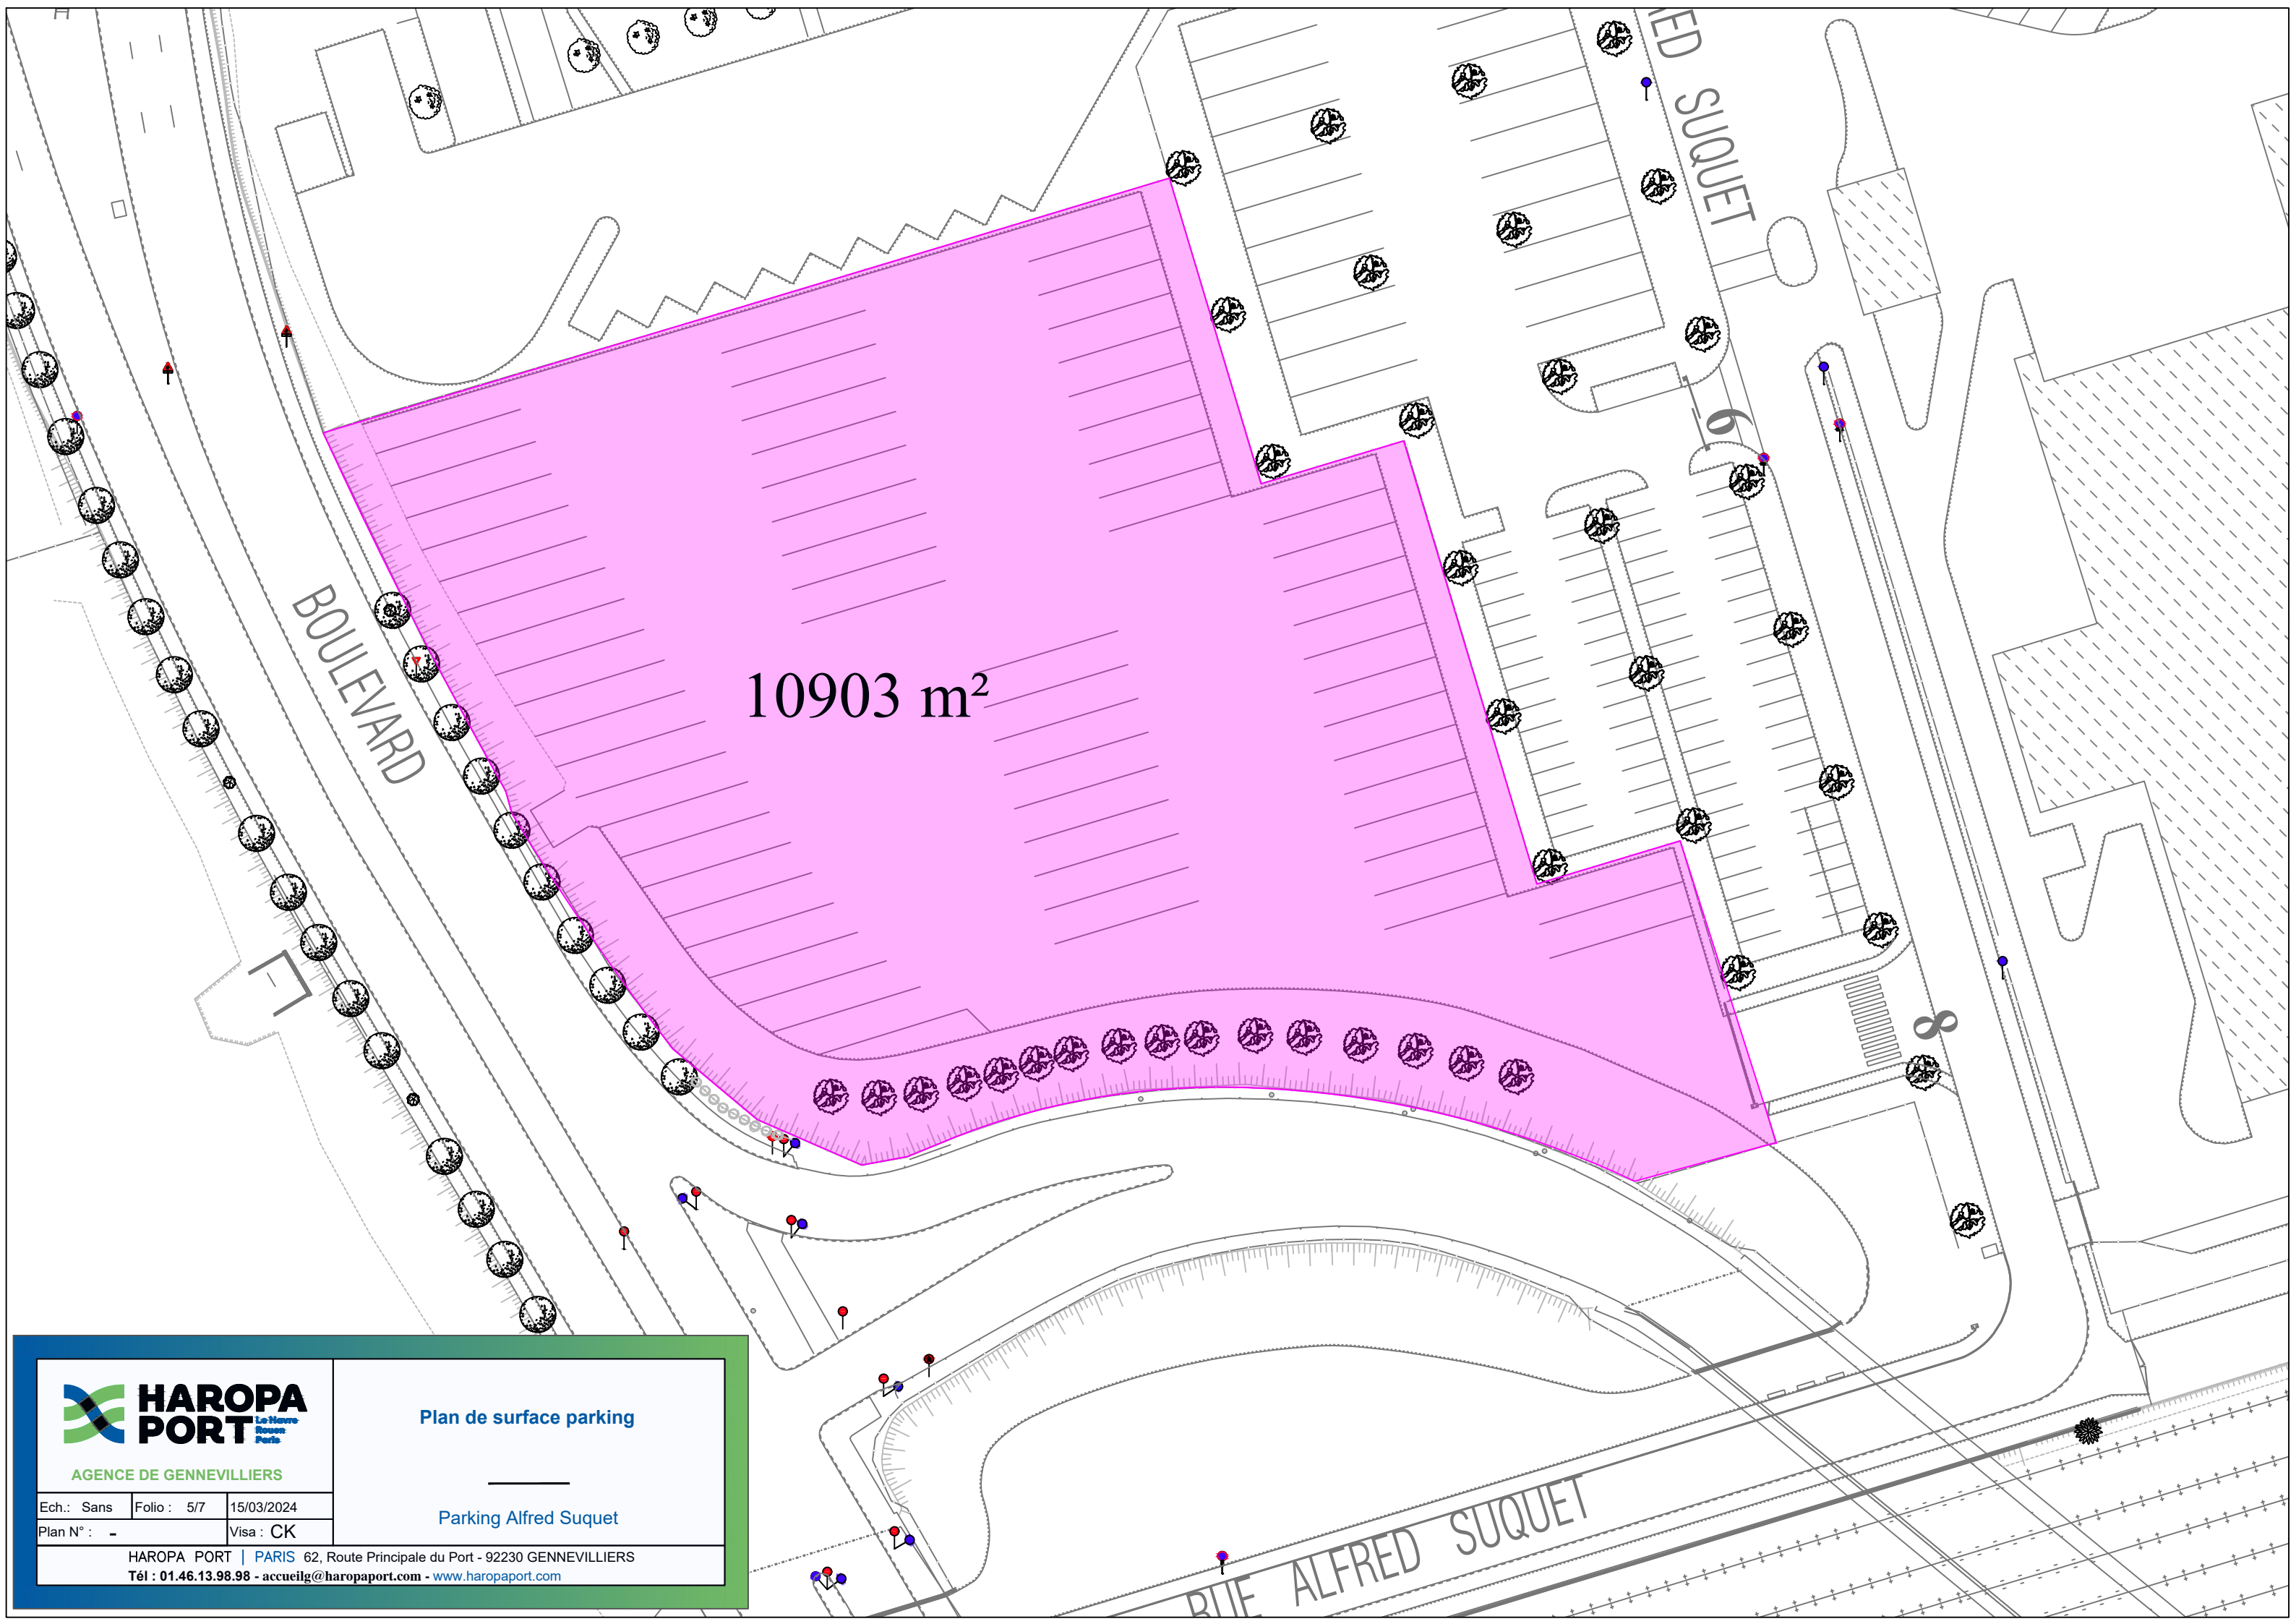 RED SUQUET
6
BOULEVARD
10903 m²
8
RUE ALFRED SUQUET
HAROPA
PORT
Le Havre
Rouen
Paris
AGENCE DE GENNEVILLIERS
Plan de surface parking
Parking Alfred Suquet
Ech.: Sans Folio : 5/7 15/03/2024
Plan N° : - Visa : CK
HAROPA PORT | PARIS 62, Route Principale du Port - 92230 GENNEVILLIERS
Tél : 01.46.13.98.98 - accueilg@haropaport.com - www.haropaport.com